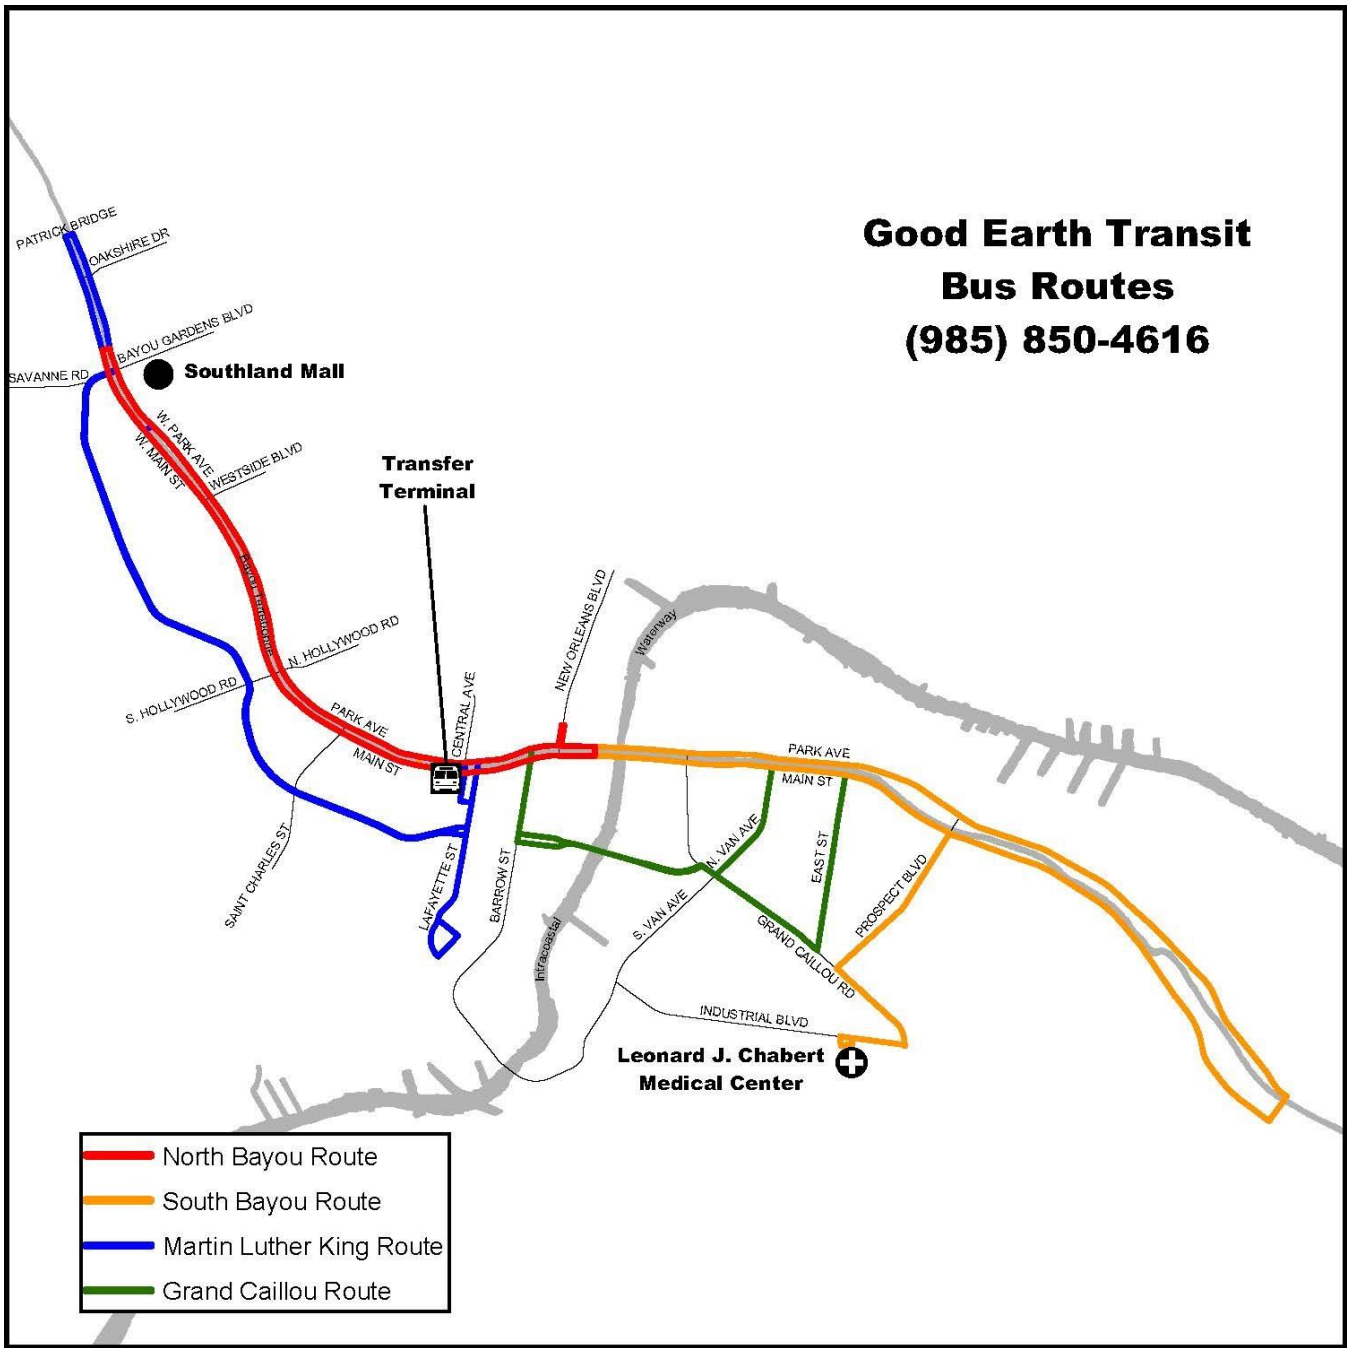 Good Earth Transit
Bus Routes
(985) 850-4616
PATRICK BRIDGE
OAKSHIRE DR
BAYOU GARDENS BLVD
SAVANNE RD
Southland Mall
W. PARK AVE
W. MAIN ST
WESTSIDE BLVD
Transfer
Terminal
Bayou Terrebonne
N. HOLLYWOOD RD
S. HOLLYWOOD RD
NEW ORLEANS BLVD
Waterway
CENTRAL AVE
PARK AVE
MAIN ST
PARK AVE
MAIN ST
SAINT CHARLES ST
LAFAYETTE ST
BARROW ST
N. VAN AVE
S. VAN AVE
EAST ST
PROSPECT BLVD
GRAND CAILLOU RD
Intracoastal
INDUSTRIAL BLVD
Leonard J. Chabert
Medical Center
North Bayou Route
South Bayou Route
Martin Luther King Route
Grand Caillou Route